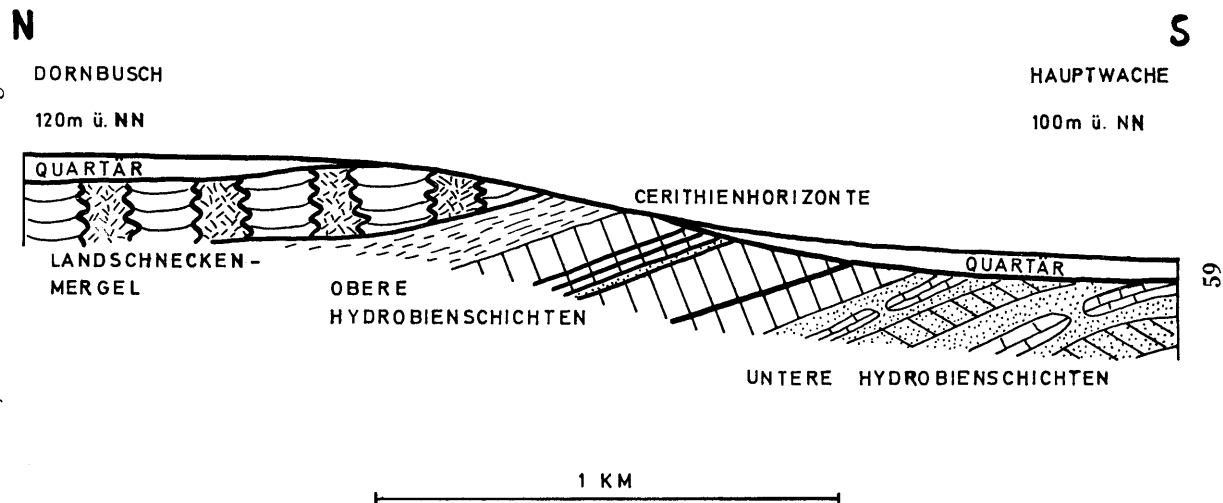 N
S
DORNBUSCH
HAUPTWACHE
120m ü. NN
100m ü. NN
QUARTÄR
CERITHIENHORIZONTE
QUARTÄR
LANDSCHNECKEN-
MERGEL
OBERE
HYDROBIENSCHICHTEN
UNTERE HYDROBIENSCHICHTEN
59
1 KM